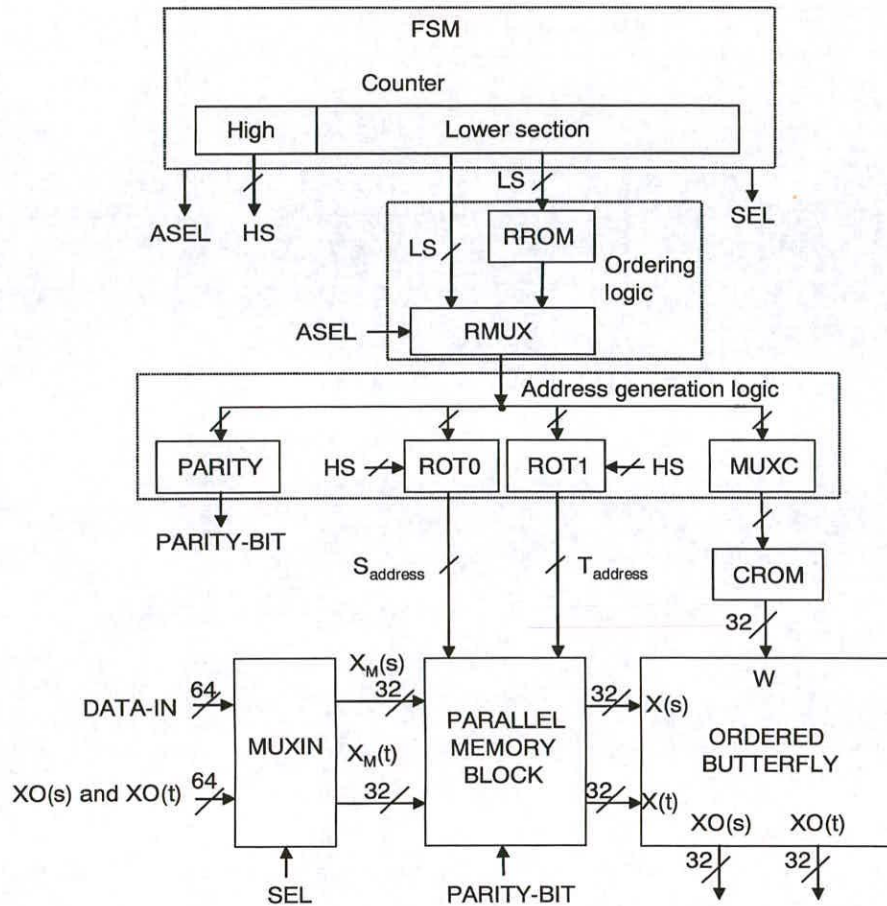 FSM
Counter
High Lower section
LS
ASEL HS SEL
RROM
LS
Ordering
logic
ASEL RMUX
Address generation logic
PARITY HS ROT0 ROT1 HS MUXC
PARITY-BIT
Saddress Taddress
CROM
32
XM(s) W
DATA-IN 64 32 32 X(s)
MUXIN PARALLEL
MEMORY
BLOCK ORDERED
BUTTERFLY
XM(t)
XO(s) and XO(t) 64 32 32 X(t)
XO(s) XO(t)
32 32
SEL PARITY-BIT